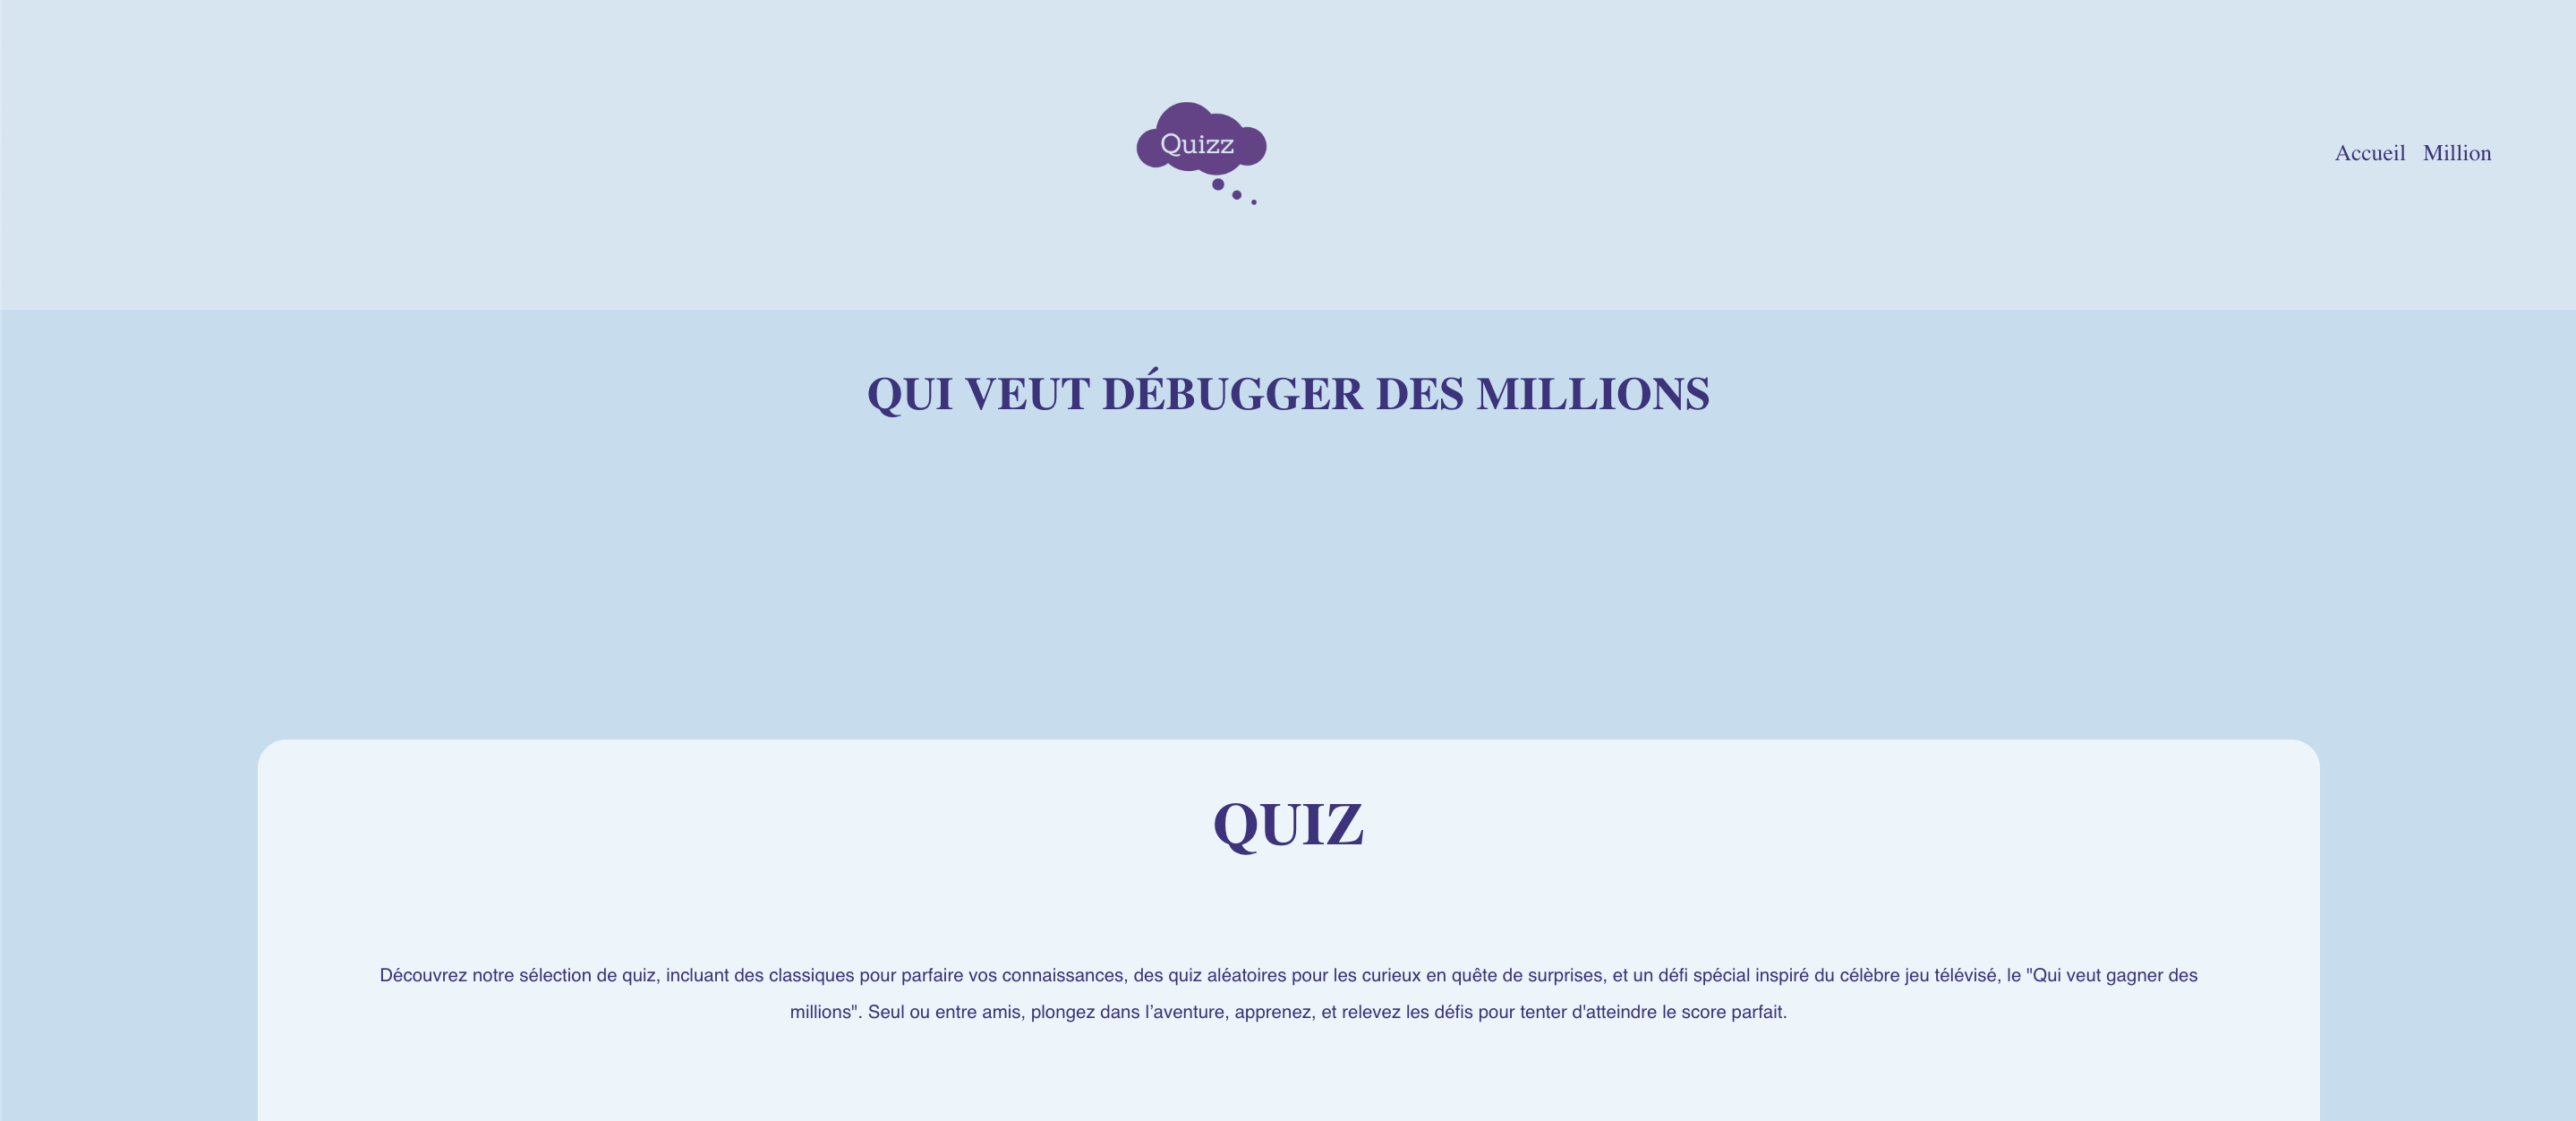 Quizz
Accueil Million
QUI VEUT DÉBUGGER DES MILLIONS
QUIZ
Découvrez notre sélection de quiz, incluant des classiques pour parfaire vos connaissances, des quiz aléatoires pour les curieux en quête de surprises, et un défi spécial inspiré du célèbre jeu télévisé, le "Qui veut gagner des
millions". Seul ou entre amis, plongez dans l’aventure, apprenez, et relevez les défis pour tenter d'atteindre le score parfait.